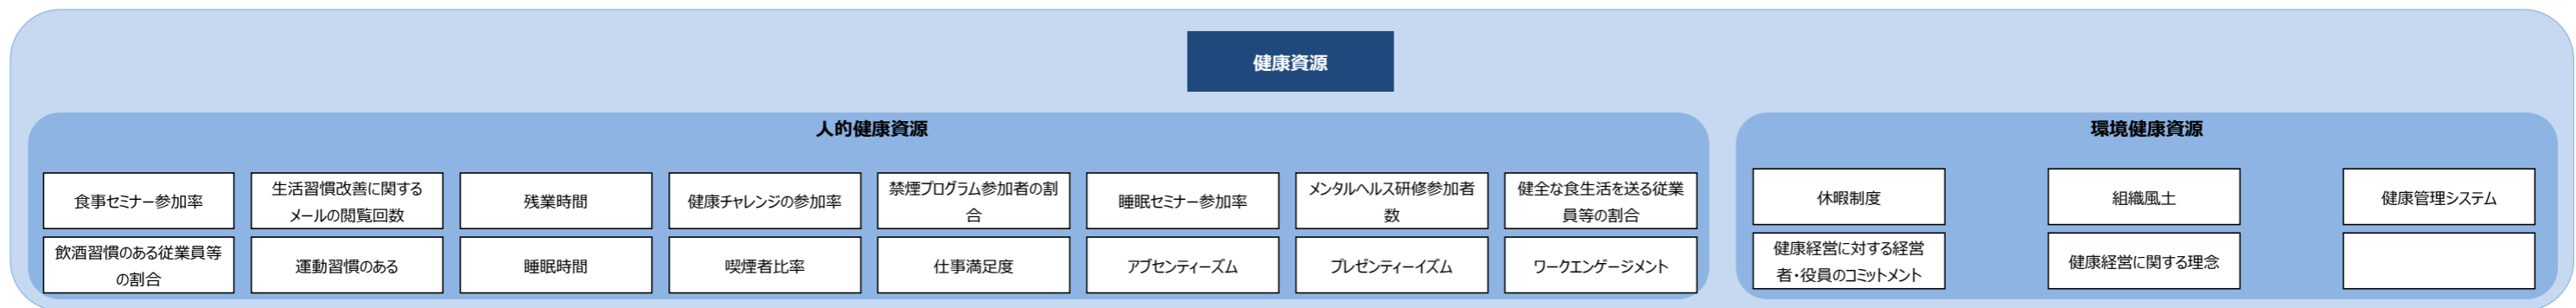 健康資源
人的健康資源
食事セミナー参加率
生活習慣改善に関する
メールの閲覧回数
残業時間
健康チャレンジの参加率
禁煙プログラム参加者の割
合
睡眠セミナー参加率
メンタルヘルス研修参加者
数
健全な食生活を送る従業
員等の割合
飲酒習慣のある従業員等
の割合
運動習慣のある
睡眠時間
喫煙者比率
仕事満足度
アブセンティーズム
プレゼンティーイズム
ワークエンゲージメント
環境健康資源
休暇制度
組織風土
健康管理システム
健康経営に対する経営
者・役員のコミットメント
健康経営に関する理念